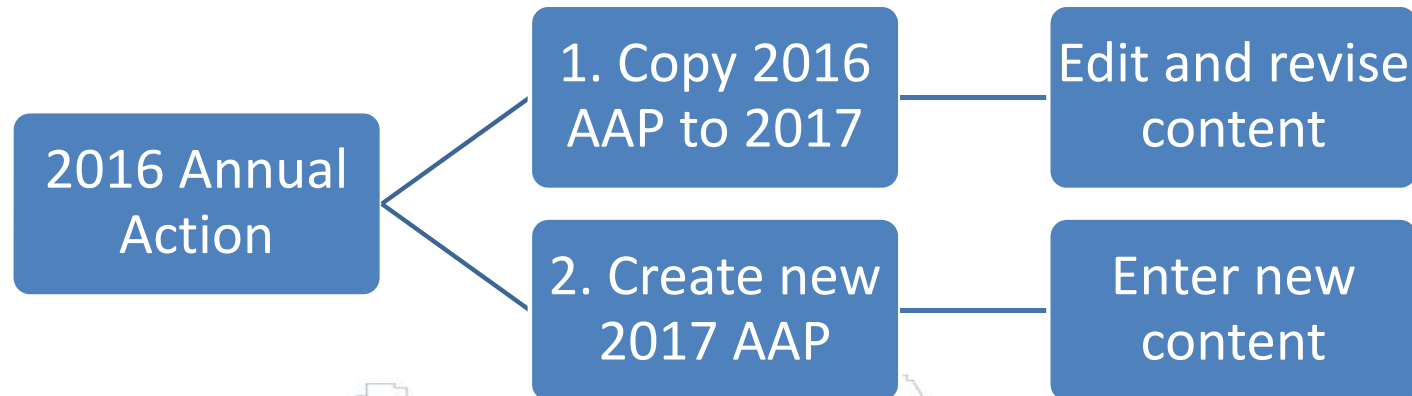 2016 Annual
Action
1. Copy 2016
AAP to 2017
Edit and revise
content
2. Create new
2017 AAP
Enter new
content